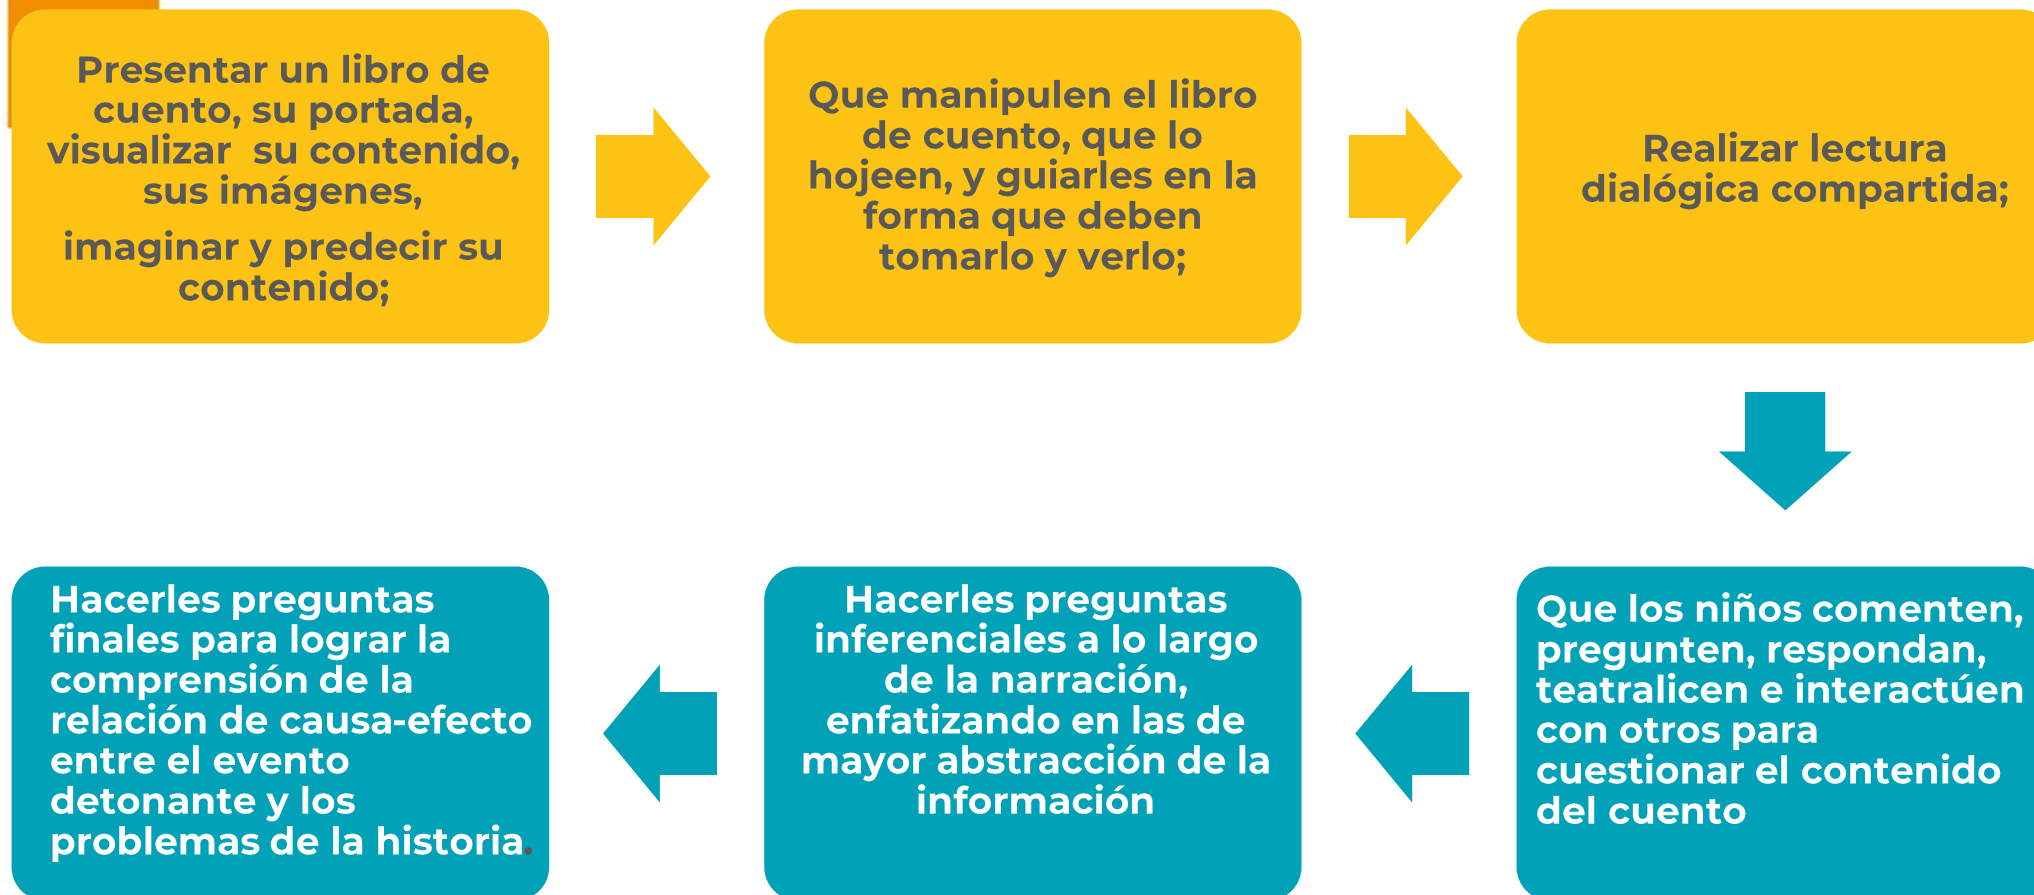 Presentar un libro de
cuento, su portada,
visualizar su contenido,
sus imágenes,
imaginar y predecir su
contenido;
Que manipulen el libro
de cuento, que lo
hojeen, y guiarles en la
forma que deben
tomarlo y verlo;
Realizar lectura
dialógica compartida;
Que los niños comenten,
pregunten, respondan,
teatralicen e interactúen
con otros para
cuestionar el contenido
del cuento
Hacerles preguntas
inferenciales a lo largo
de la narración,
enfatizando en las de
mayor abstracción de la
información
Hacerles preguntas
finales para lograr la
comprensión de la
relación de causa-efecto
entre el evento
detonante y los
problemas de la historia.